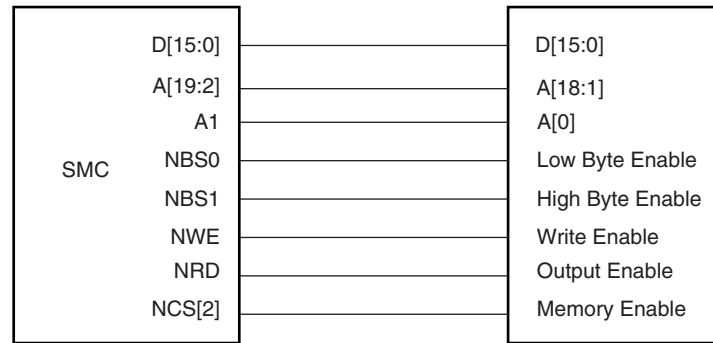 D[15:0] D[15:0]
A[19:2] A[18:1]
A1 A[0]
NBS0 Low Byte Enable
SMC
NBS1 High Byte Enable
NWE Write Enable
NRD Output Enable
NCS[2] Memory Enable